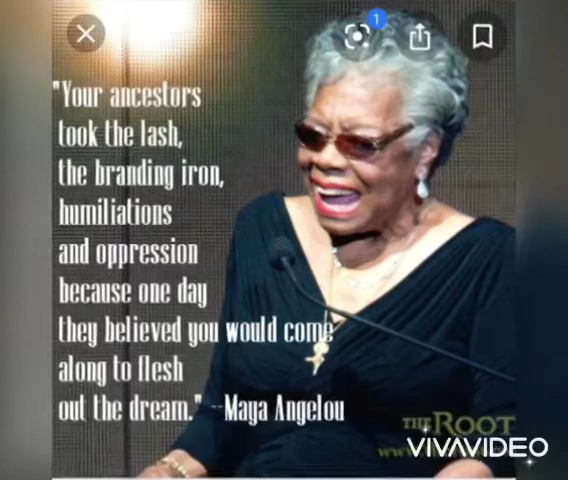 1
"Your ancestors
took the lash,
the branding iron,
humiliations
and oppression
because one day
they believed you would come
along to flesh
out the dream." --Maya Angelou
THE ROOT
VIVAVIDEO